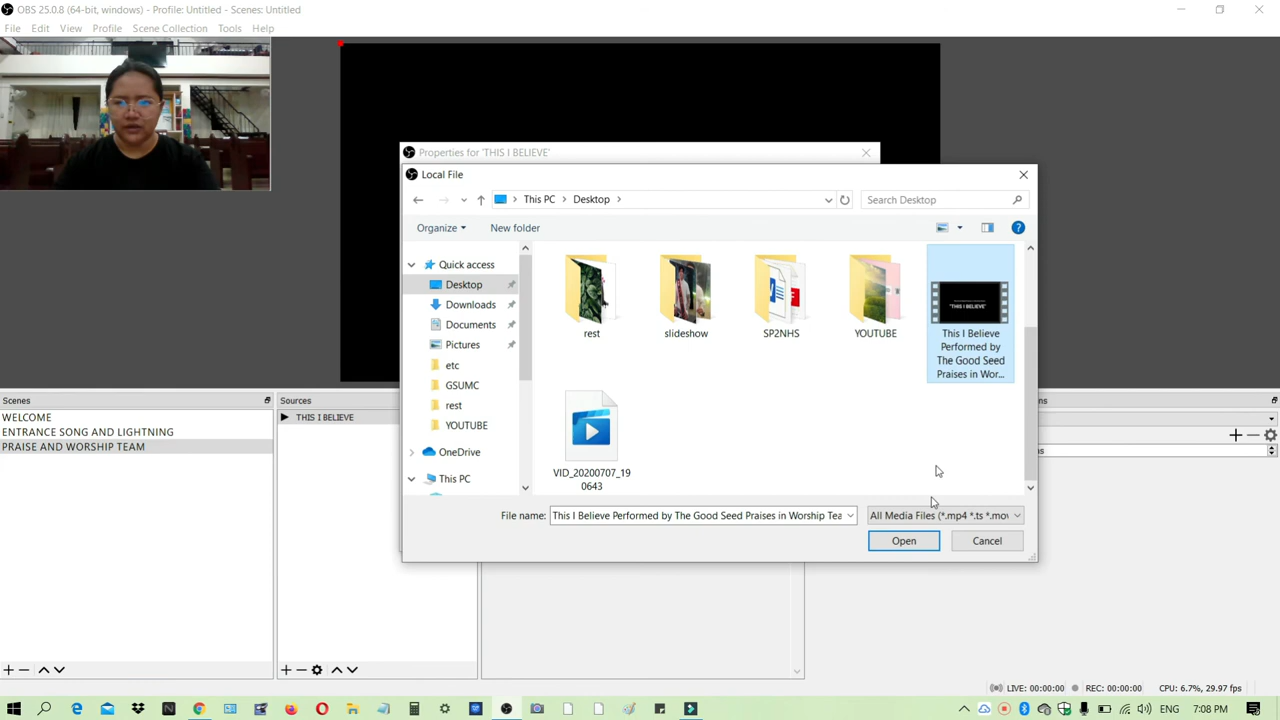 OBS 25.0.8 (64-bit, windows) - Profile: Untitled - Scenes: Untitled
File Edit View Profile Scene Collection Tools Help
Properties for 'THIS I BELIEVE'
Local File
This PC > Desktop >
Search Desktop
Organize New folder
Quick access
Desktop
Downloads
Documents
Pictures
etc
GSUMC
rest
YOUTUBE
OneDrive
This PC
rest
slideshow
SP2NHS
YOUTUBE
"THIS I BELIEVE"
This I Believe
Performed by
The Good Seed
Praises in Wor...
VID_20200707_19
0643
File name: This I Believe Performed by The Good Seed Praises in Worship Tea
All Media Files (*.mp4 *.ts *.mov
Open Cancel
Scenes
WELCOME
ENTRANCE SONG AND LIGHTNING
PRAISE AND WORSHIP TEAM
Sources
THIS I BELIEVE
ns
ns
LIVE: 00:00:00 REC: 00:00:00 CPU: 6.7%, 29.97 fps
ENG 7:08 PM